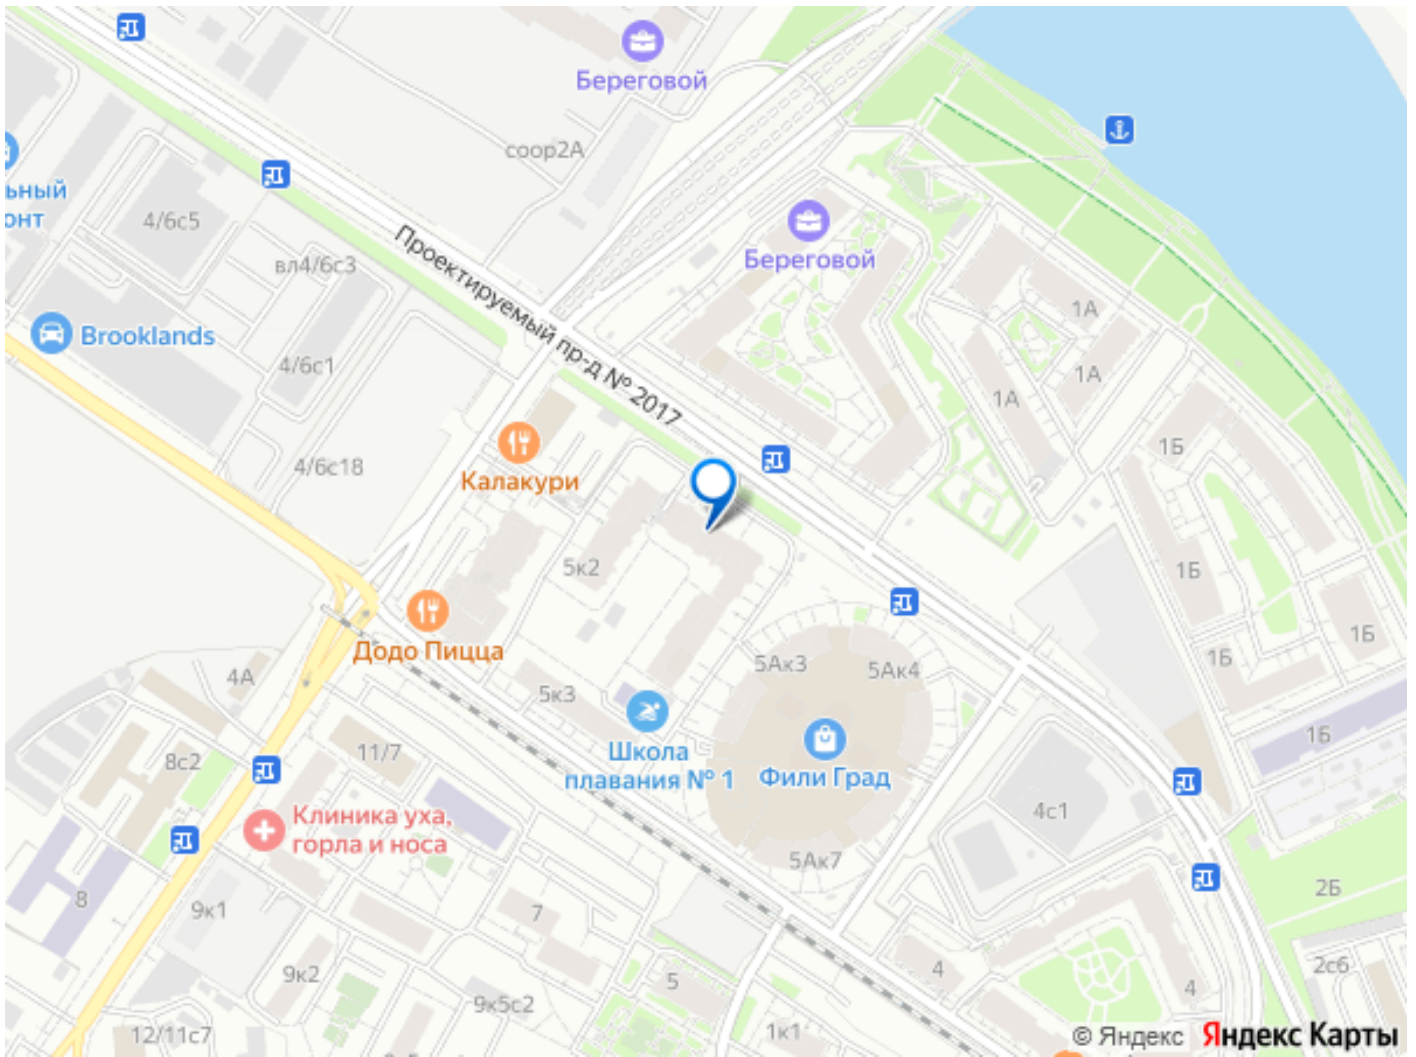 Береговой
соор2А
ьный
онт
4/6с5
Проектируемый пр-д № 2017
вл4/6с3
Береговой
1А
Brooklands
4/6с1
1А
1А
4/6с18
Калакури
1Б
5к2
1Б
Додо Пицца
1Б
1Б
4А
5к3
5Ак3
5Ак4
8с2
11/7
Школа
плавания № 1
Фили Град
1Б
Клиника уха,
горла и носа
4с1
5Ак7
8
9к1
7
2Б
9к2
5
4
4
2с6
9к5с2
12/11с7
1к1
© Яндекс Яндекс Карты